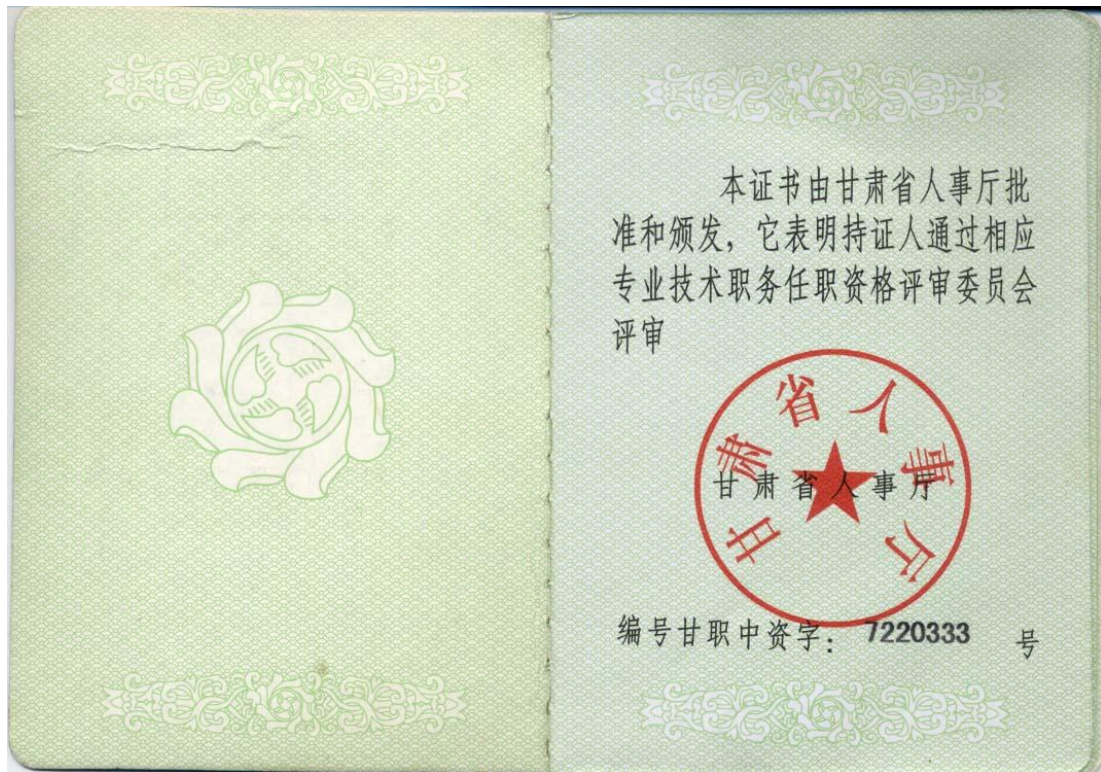 本证书由甘肃省人事厅批
准和颁发，它表明持证人通过相应
专业技术职务任职资格评审委员会
评审
甘肃省人事厅
甘肃省人事厅
编号甘职中资字：7220333 号